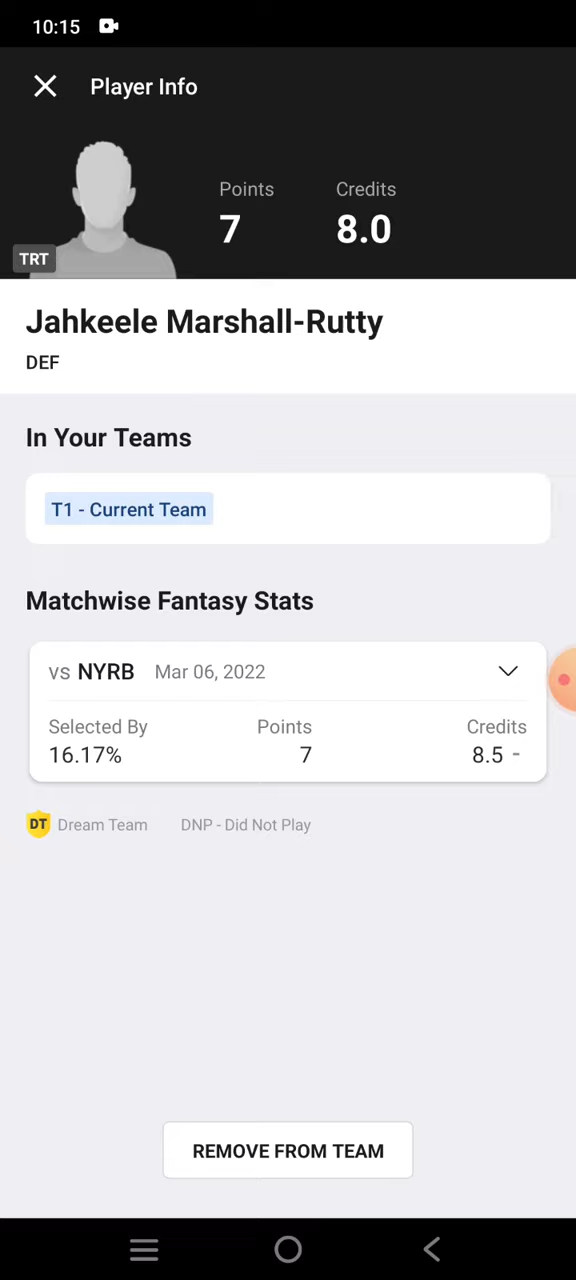 10:15
Player Info
Points Credits
7 8.0
TRT
Jahkeele Marshall-Rutty
DEF
In Your Teams
T1 - Current Team
Matchwise Fantasy Stats
vs NYRB Mar 06, 2022
Selected By Points Credits
16.17% 7 8.5 -
DT Dream Team DNP - Did Not Play
REMOVE FROM TEAM